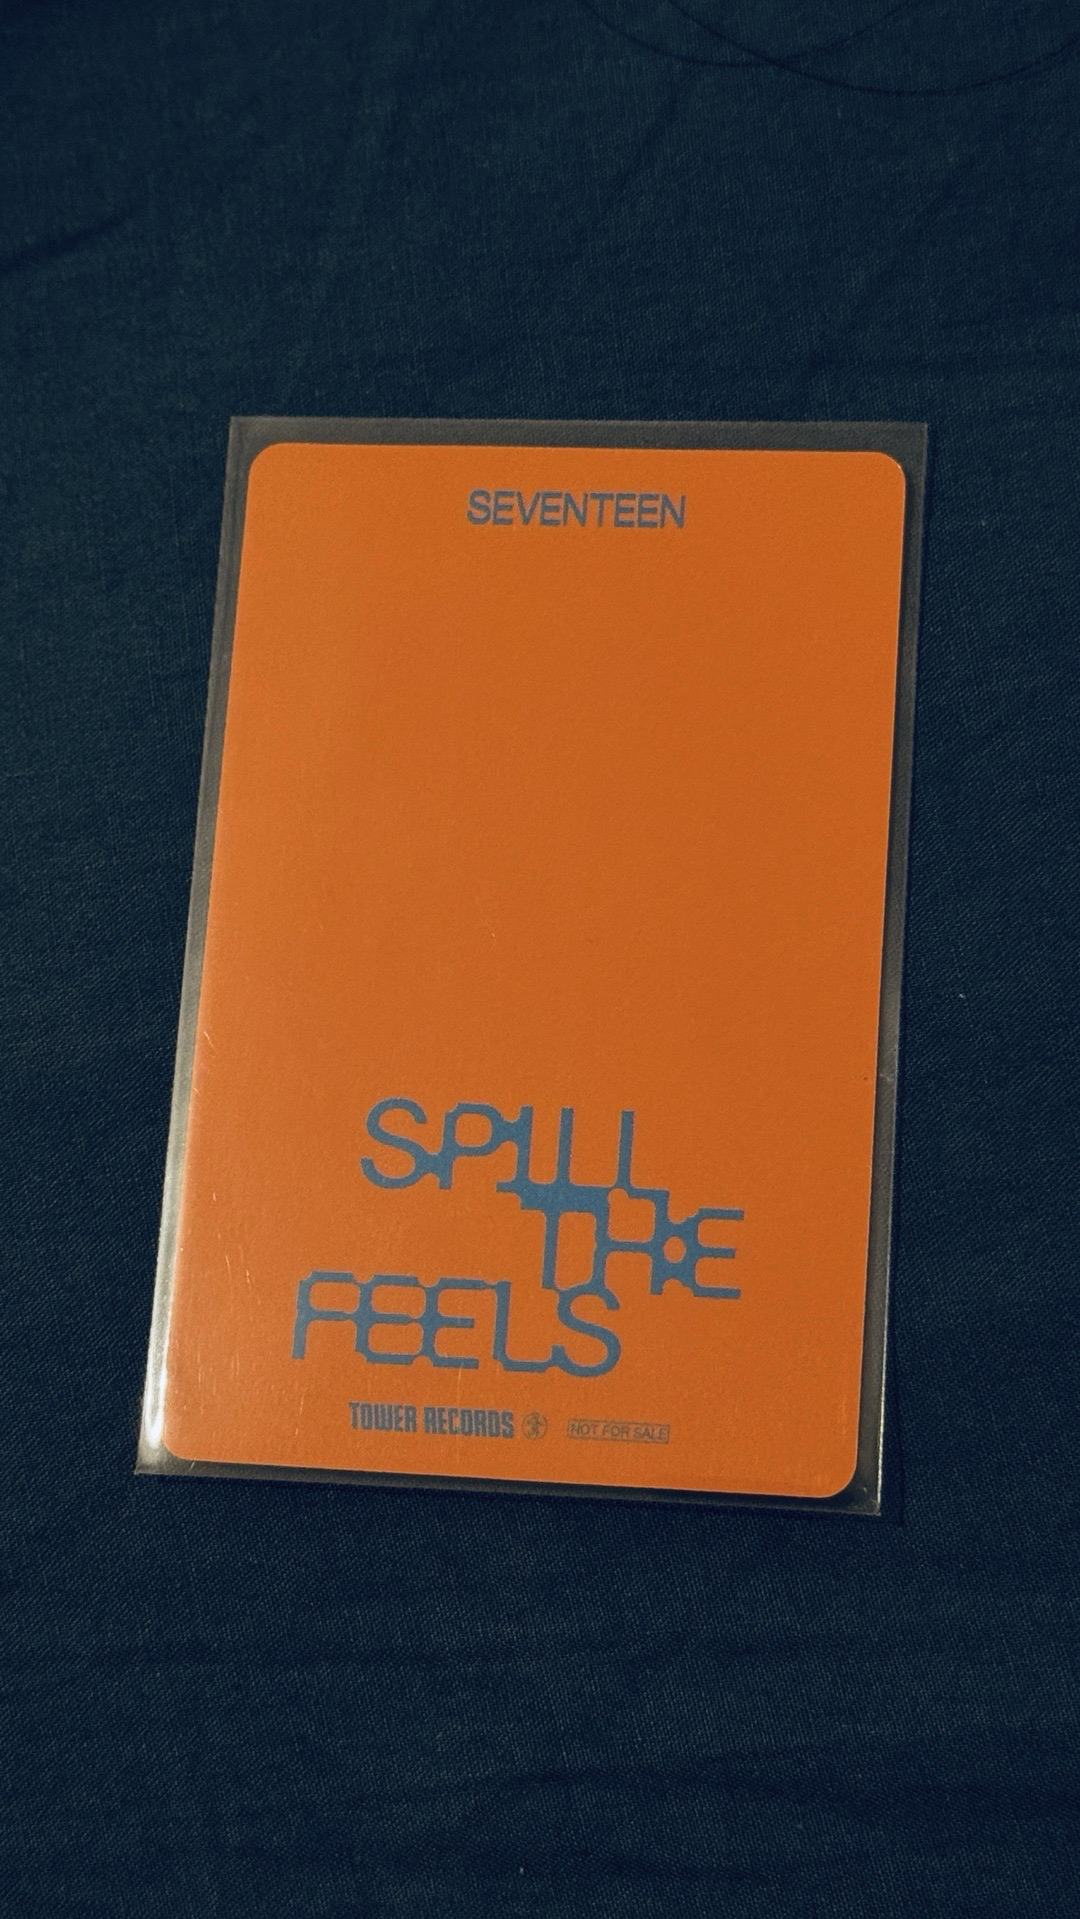 SEVENTEEN
SPILL
THE
FEELS
TOWER RECORDS NOT FOR SALE